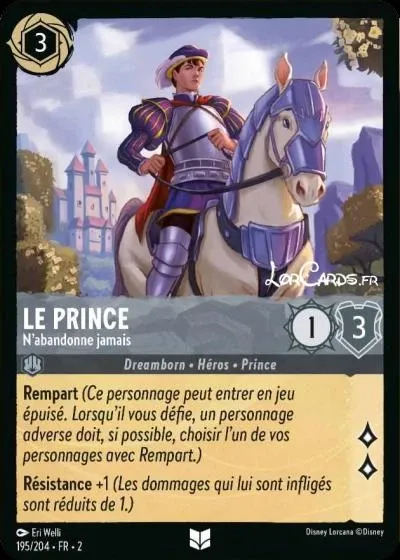 3
LorCards.fr
LE PRINCE
N'abandonne jamais
1
3
Dreamborn • Héros • Prince
Rempart (Ce personnage peut entrer en jeu
épuisé. Lorsqu'il vous défie, un personnage
adverse doit, si possible, choisir l'un de vos
personnages avec Rempart.)
Résistance +1 (Les dommages qui lui sont infligés
sont réduits de 1.)
Eri Welli
195/204 • FR • 2
Disney Lorcana ©Disney